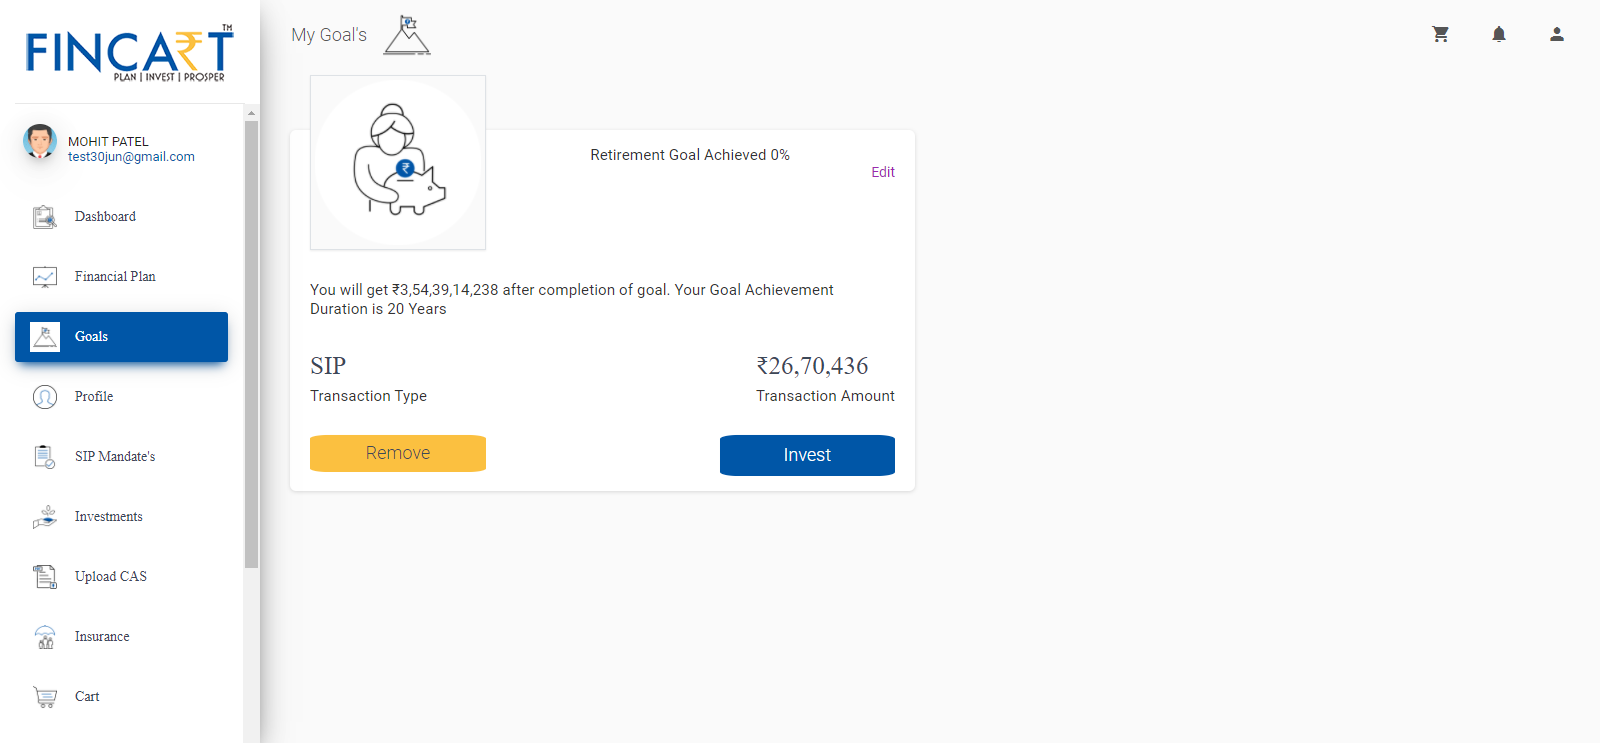 FINCART™
PLAN | INVEST | PROSPER
MOHIT PATEL
test30jun@gmail.com
Dashboard
Financial Plan
Goals
Profile
SIP Mandate's
Investments
Upload CAS
Insurance
Cart
My Goal's
₹
Retirement Goal Achieved 0%
Edit
You will get ₹3,54,39,14,238 after completion of goal. Your Goal Achievement
Duration is 20 Years
SIP
Transaction Type
₹26,70,436
Transaction Amount
Remove
Invest